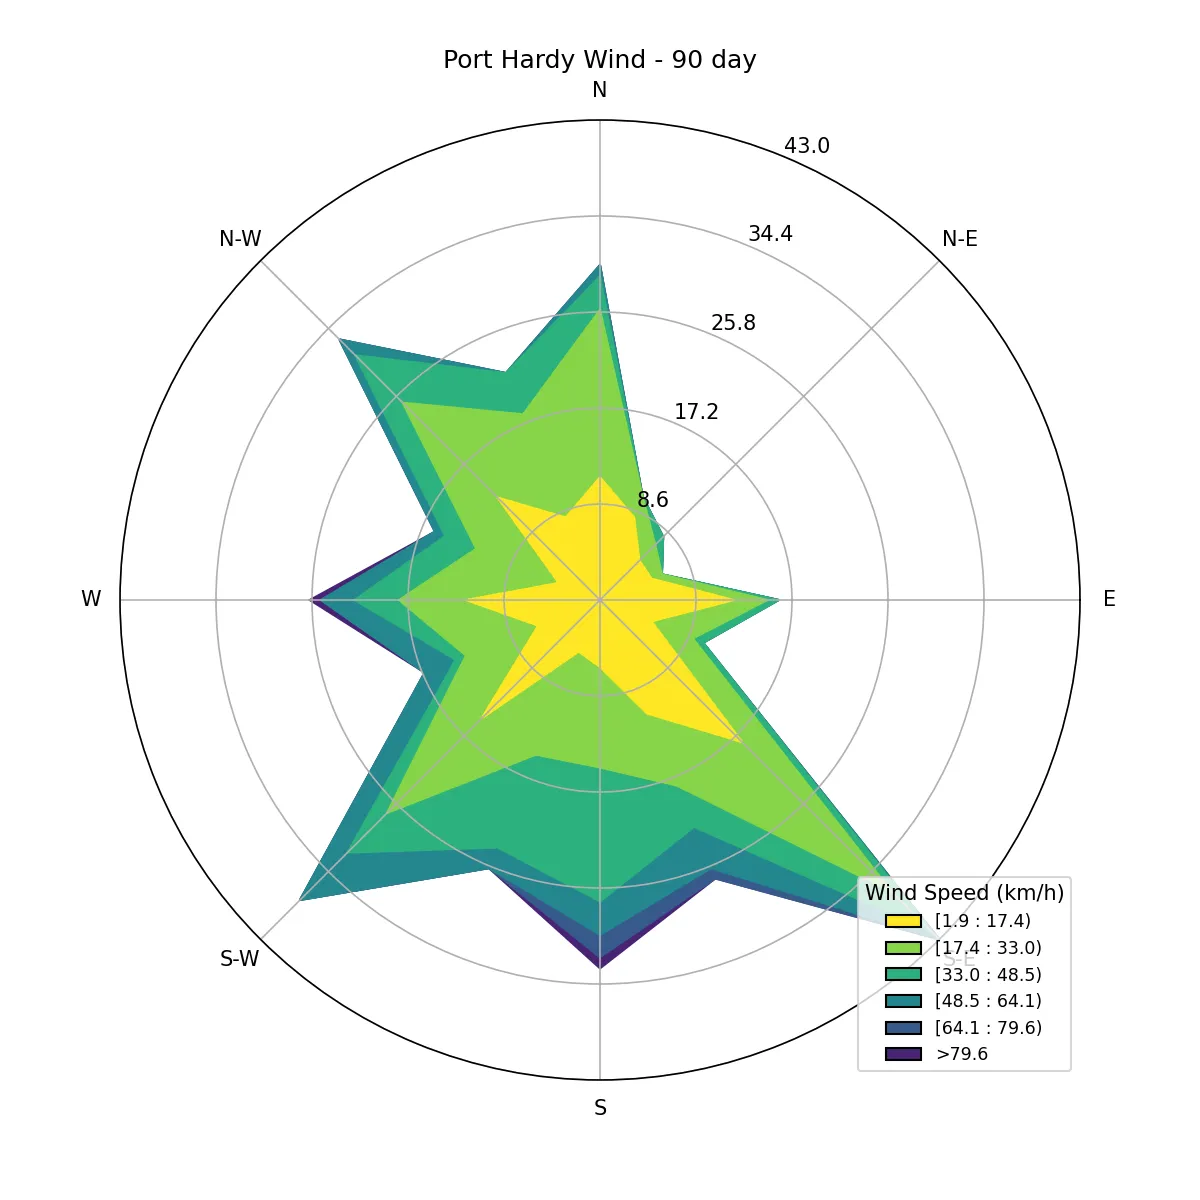 Port Hardy Wind - 90 day
N
43.0
34.4
N-W
N-E
25.8
17.2
8.6
W
E
S-W
S-E
S
Wind Speed (km/h)
[1.9 : 17.4)
[17.4 : 33.0)
[33.0 : 48.5)
[48.5 : 64.1)
[64.1 : 79.6)
>79.6